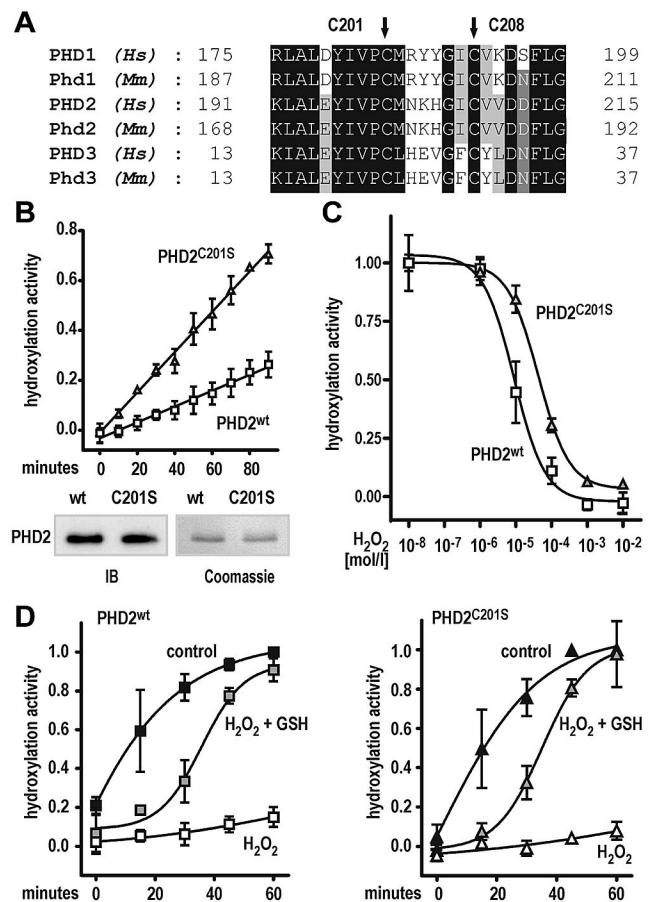 A
C201 C208
PHD1 (Hs) : 175 RLALDYIVPCMRYYGICVKDSFLG 199
Phd1 (Mm) : 187 RLALDYIVPCMRYYGICVKDNFLG 211
PHD2 (Hs) : 191 KLALEYIVPCMNKHGICVVDDFLG 215
Phd2 (Mm) : 168 KLALEYIVPCMNKHGICVVDDFLG 192
PHD3 (Hs) : 13 KIALEYIVPCLHEVGFCYLDNFLG 37
Phd3 (Mm) : 13 KIALEYIVPCLHEVGFCYLDNFLG 37
B
hydroxylation activity
0.8
0.6
0.4
0.2
0.0
PHD2C201S
PHD2wt
minutes 0 20 40 60 80
wt C201S wt C201S
PHD2
IB Coomassie
C
hydroxylation activity
1.00
0.75
0.50
0.25
0.00
PHD2C201S
PHD2wt
H2O2 10-8 10-7 10-6 10-5 10-4 10-3 10-2
[mol/l]
D
PHD2wt
hydroxylation activity
1.0
0.8
0.6
0.4
0.2
0.0
control
H2O2 + GSH
H2O2
minutes 0 20 40 60
PHD2C201S
hydroxylation activity
1.0
0.8
0.6
0.4
0.2
0.0
control
H2O2 + GSH
H2O2
minutes 0 20 40 60